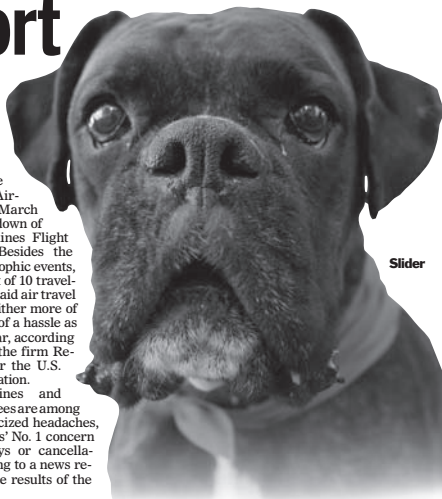 ort
e
Air-
March
down of
ines Flight
Besides the
ophic events,
t of 10 travel-
aid air travel
ither more of
of a hassle as
ar, according
the firm Re-
r the U.S.
ation.
ines and
ees are among
cized headaches,
s' No. 1 concern
ys or cancella-
ng to a news re-
e results of the
Slider